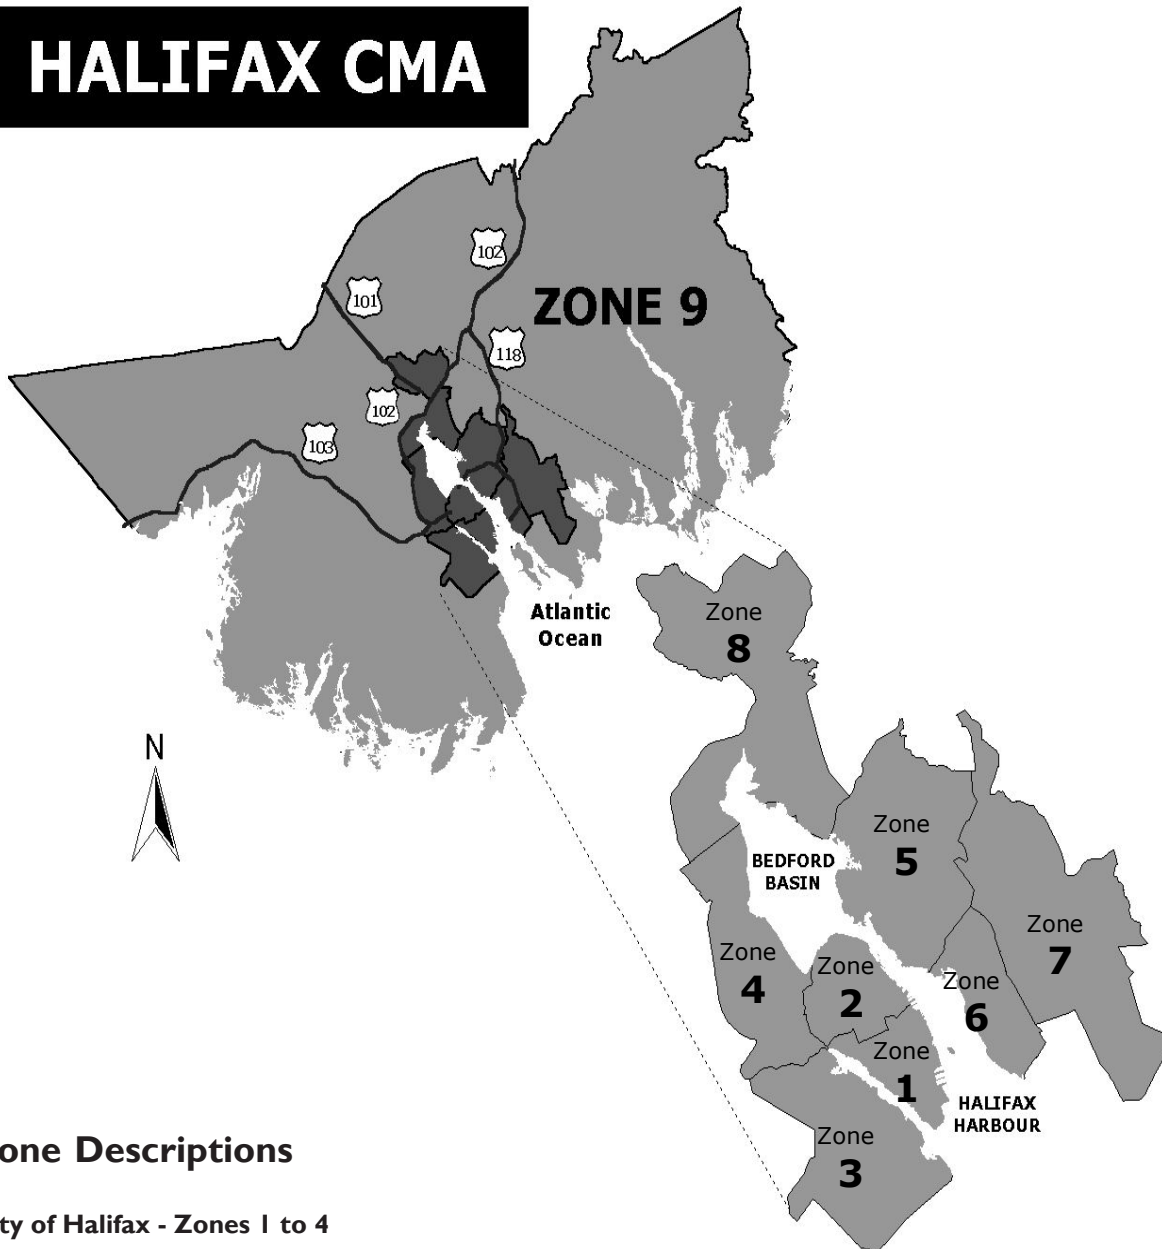 HALIFAX CMA
102
101
ZONE 9
118
102
103
Atlantic
Ocean
Zone
8
N
Zone
5
BEDFORD
BASIN
Zone
7
Zone
4
Zone
2
Zone
6
Zone
1
HALIFAX
HARBOUR
Zone
3
one Descriptions
ty of Halifax - Zones 1 to 4